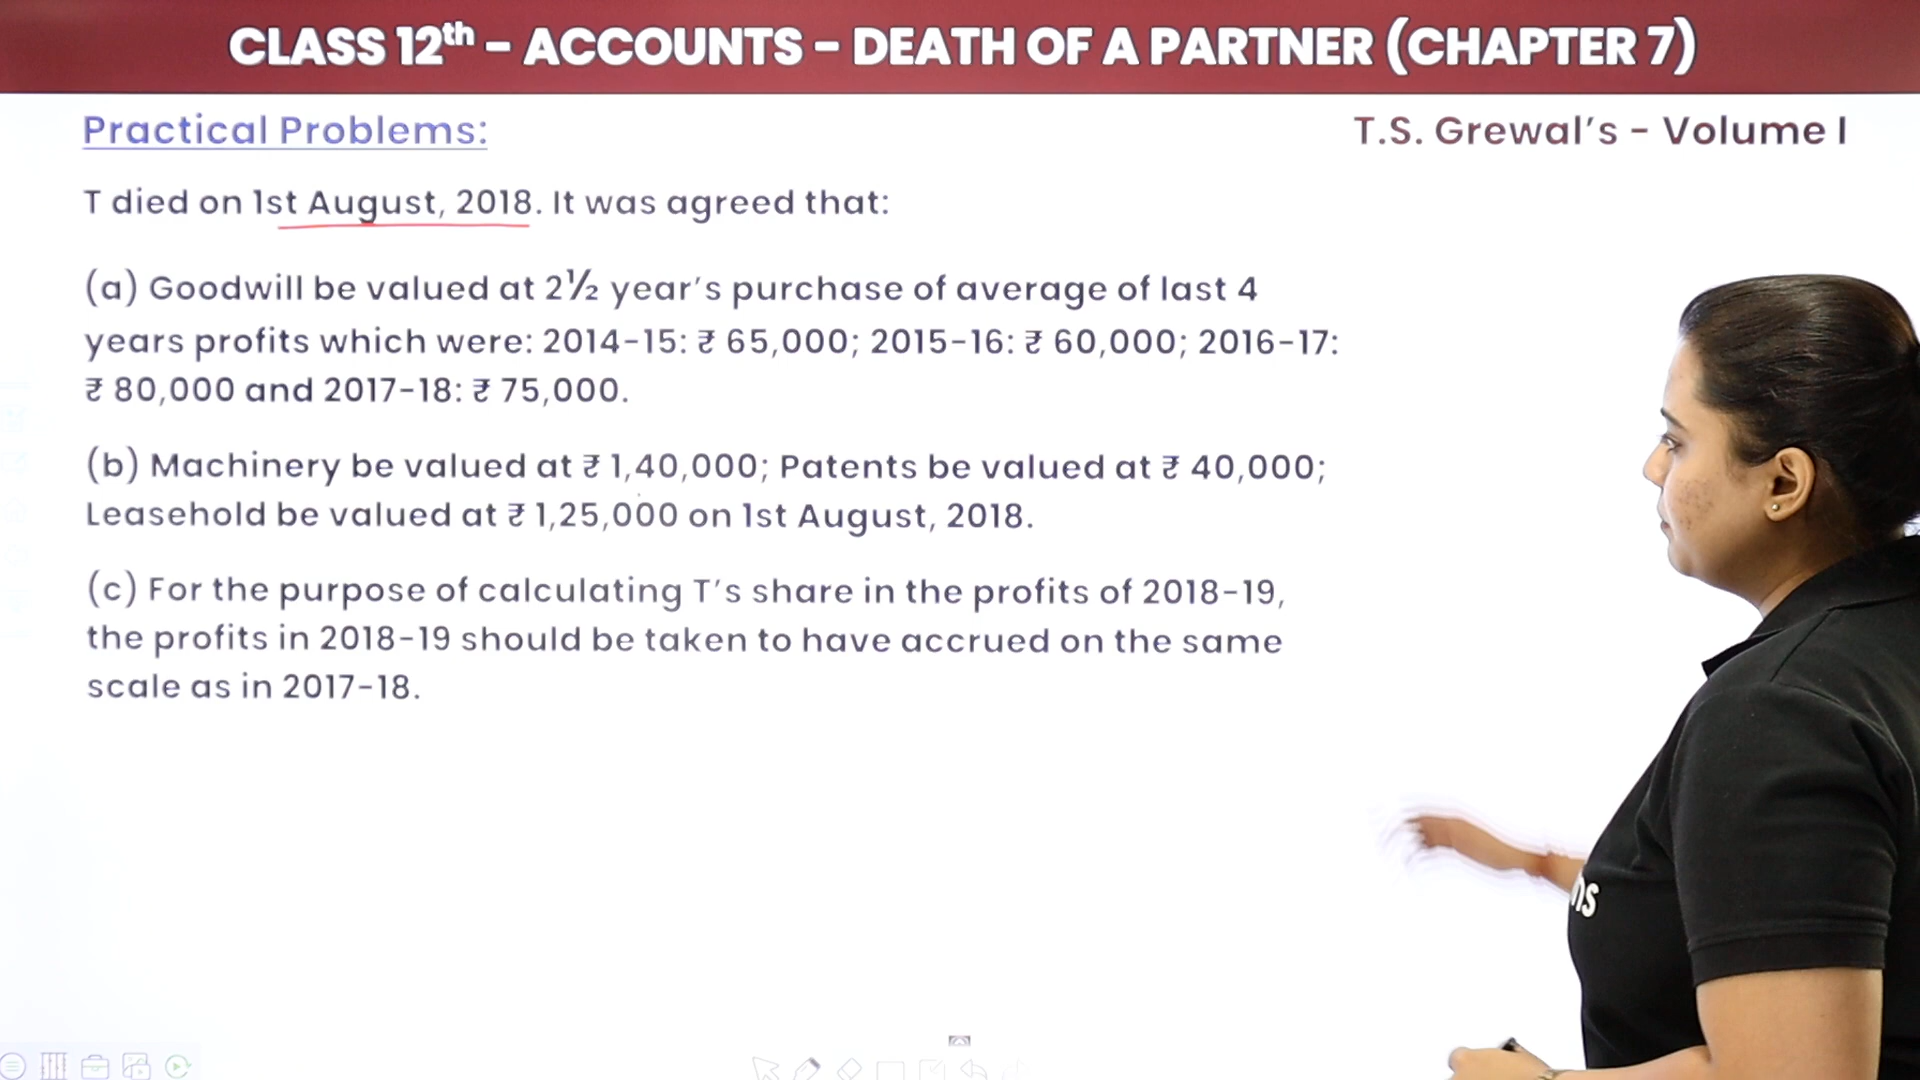 CLASS 12th – ACCOUNTS – DEATH OF A PARTNER (CHAPTER 7)
Practical Problems:
T.S. Grewal’s – Volume I
T died on 1st August, 2018. It was agreed that:
(a) Goodwill be valued at 2½ year’s purchase of average of last 4
years profits which were: 2014-15: ₹ 65,000; 2015-16: ₹ 60,000; 2016-17:
₹ 80,000 and 2017-18: ₹ 75,000.
(b) Machinery be valued at ₹ 1,40,000; Patents be valued at ₹ 40,000;
Leasehold be valued at ₹ 1,25,000 on 1st August, 2018.
(c) For the purpose of calculating T’s share in the profits of 2018-19,
the profits in 2018-19 should be taken to have accrued on the same
scale as in 2017-18.
ns